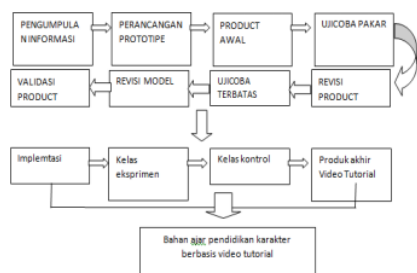 PENGUMPULA
N INFORMASI
PERANCANGAN
PROTOTIPE
PRODUCT
AWAL
UJICOBA PAKAR
VALIDASI
PRODUCT
REVISI MODEL
UJICOBA
TERBATAS
REVISI
PRODUCT
Implemtasi
Kelas
eksprimen
Kelas kontrol
Produk akhir
Video Tutorial
Bahan ajar pendidikan karakter
berbasis video tutorial